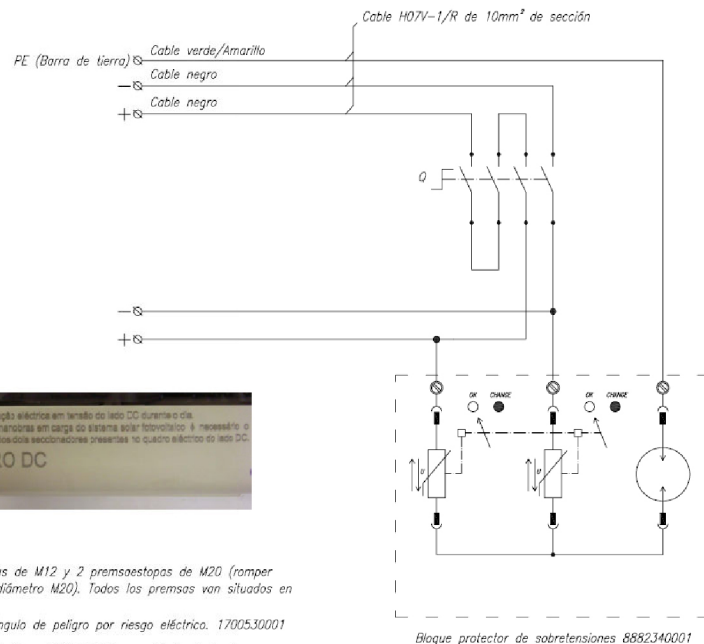 Cable H07V-1/R de 10mm² de sección
PE (Barra de tierra)
Cable verde/Amarillo
−
Cable negro
+
Cable negro
Q
−
+
OK CHANGE
OK CHANGE
U
U
ção eléctrica em tensão do lado DC durante o dia.
manobras em carga do sistema solar fotovoltaico é necessário o
dois seccionadores presentes no quadro eléctrico do lado DC.
RO DC
as de M12 y 2 premsaestopas de M20 (romper
diámetro M20). Todos los premsas van situados en
ngulo de peligro por riesgo eléctrico. 1700530001
Bloque protector de sobretensiones 8882340001